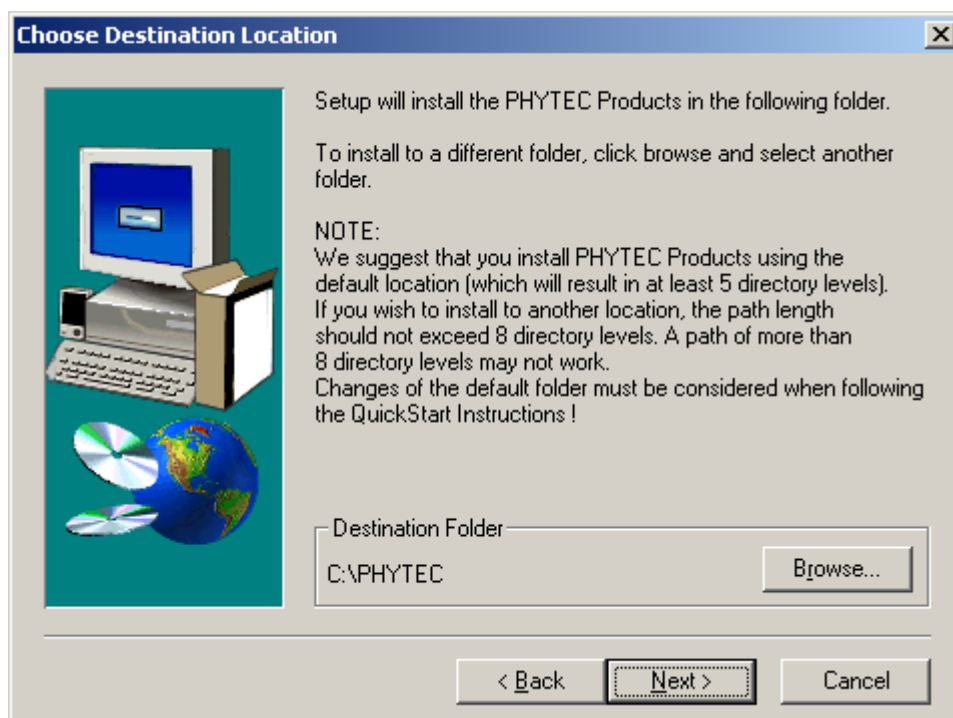 Choose Destination Location
Setup will install the PHYTEC Products in the following folder.
To install to a different folder, click browse and select another
folder.
NOTE:
We suggest that you install PHYTEC Products using the
default location (which will result in at least 5 directory levels).
If you wish to install to another location, the path length
should not exceed 8 directory levels. A path of more than
8 directory levels may not work.
Changes of the default folder must be considered when following
the QuickStart Instructions !
Destination Folder
C:\PHYTEC
Browse...
< Back
Next >
Cancel